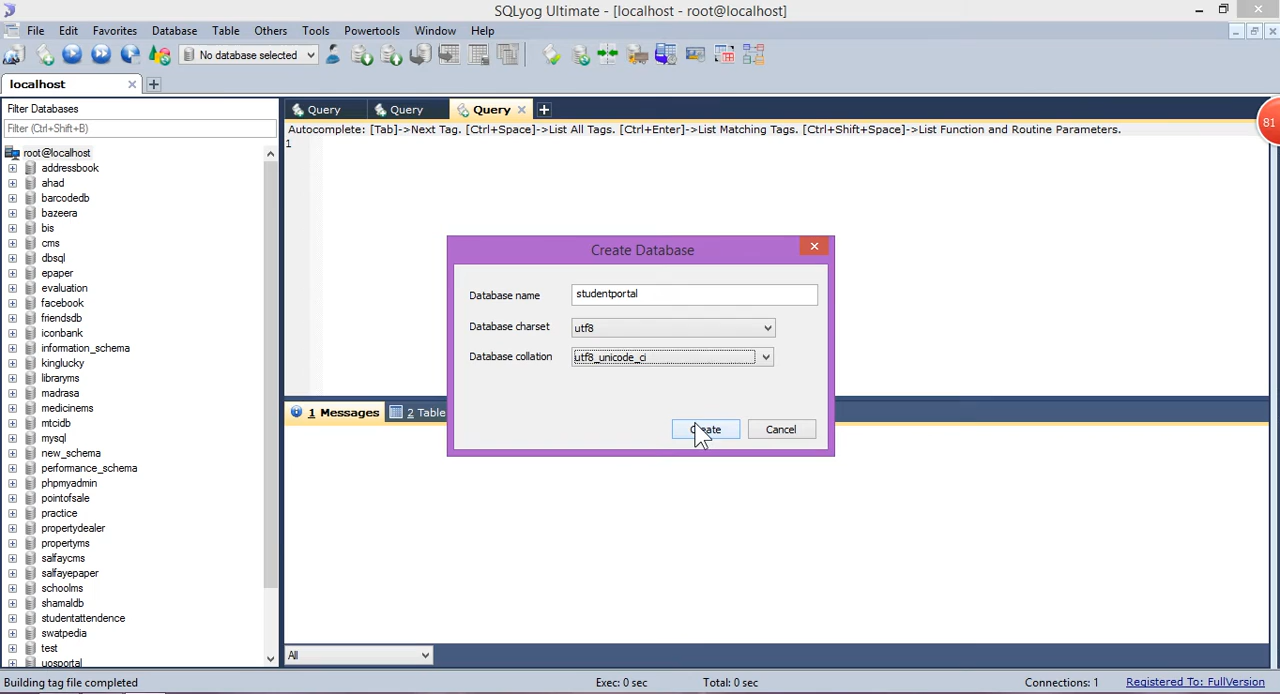 SQLyog Ultimate - [localhost - root@localhost]
File Edit Favorites Database Table Others Tools Powertools Window Help
No database selected
localhost
Filter Databases
Filter (Ctrl+Shift+B)
root@localhost
addressbook
ahad
barcodedb
bazeera
bis
cms
dbsql
epaper
evaluation
facebook
friendsdb
iconbank
information_schema
kinglucky
libraryms
madrasa
medicinems
mtcidb
mysql
new_schema
performance_schema
phpmyadmin
pointofsale
practice
propertydealer
propertyms
salfaycms
salfayepaper
schoolms
shamaldb
studentattendence
swatpedia
test
uosportal
Query Query Query
Autocomplete: [Tab]->Next Tag. [Ctrl+Space]->List All Tags. [Ctrl+Enter]->List Matching Tags. [Ctrl+Shift+Space]->List Function and Routine Parameters.
1
81
Create Database
Database name studentportal
Database charset utf8
Database collation utf8_unicode_ci
Create Cancel
1 Messages 2 Table
All
Building tag file completed Exec: 0 sec Total: 0 sec Connections: 1 Registered To: FullVersion